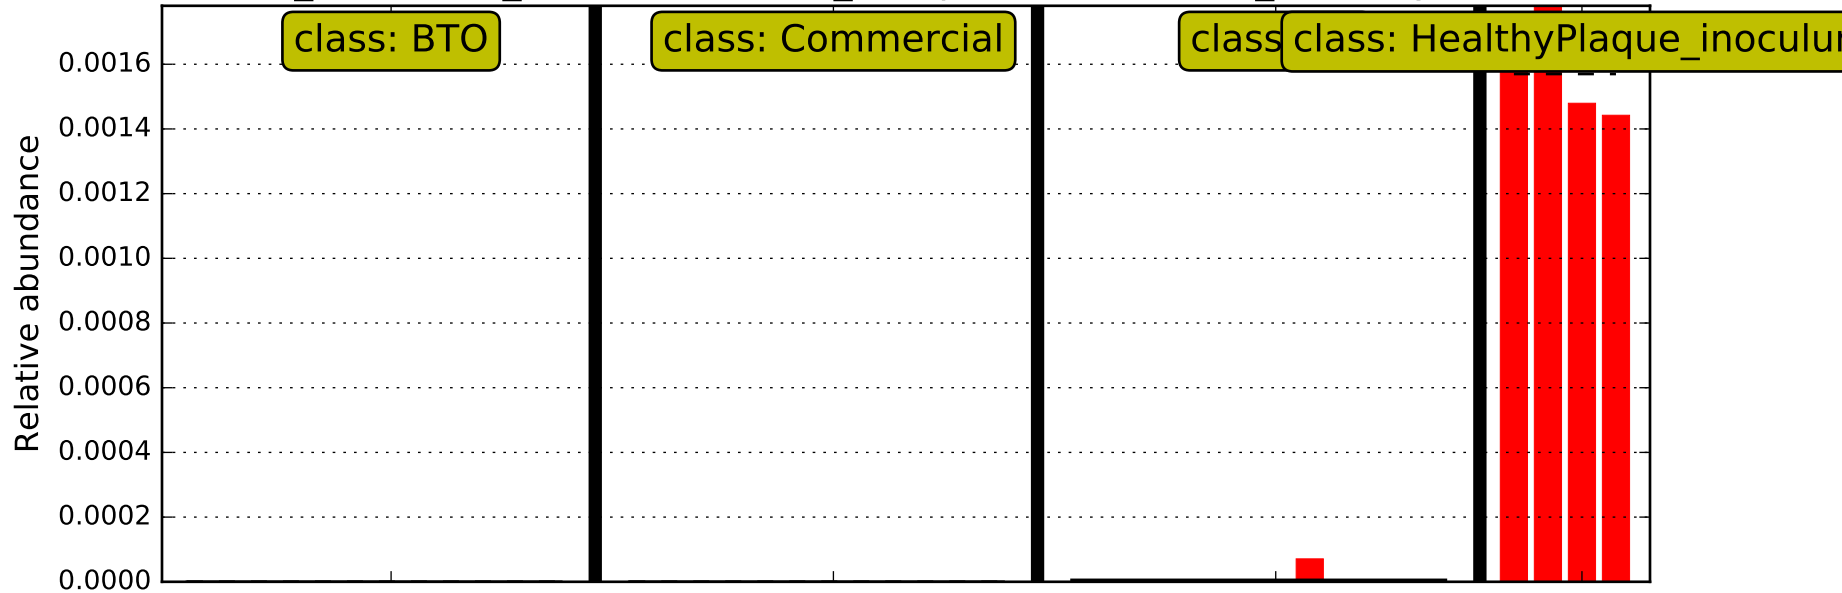 class: BTO
class: Commercial
class
class: HealthyPlaque_inoculu
0.0016
0.0014
0.0012
0.0010
0.0008
0.0006
0.0004
0.0002
0.0000
Relative abundance